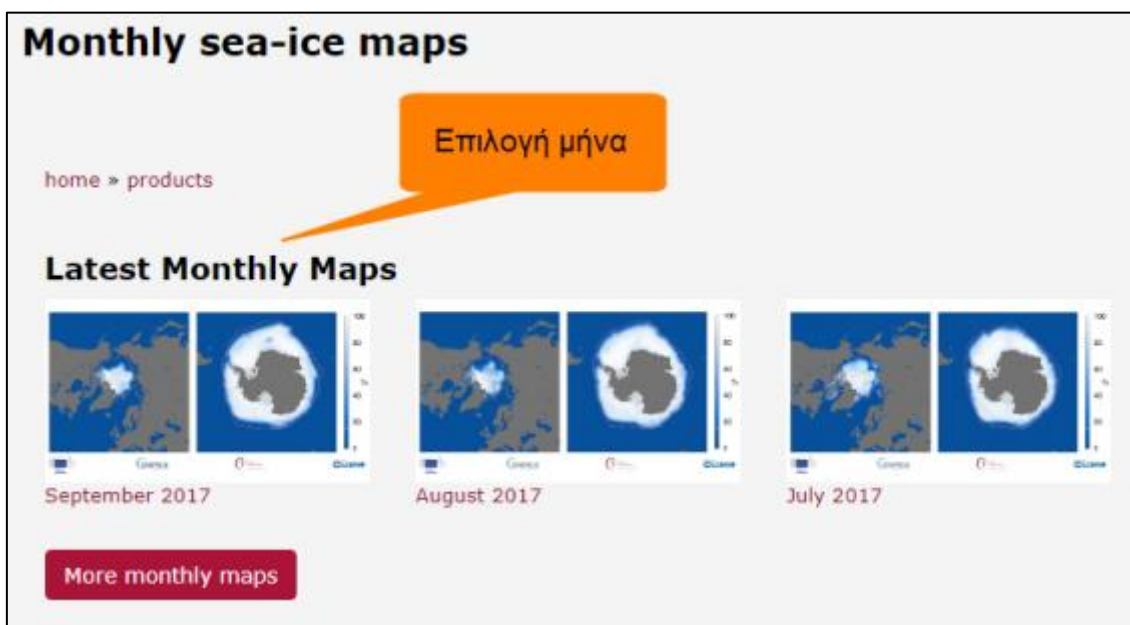 Monthly sea-ice maps
Επιλογή μήνα
home » products
Latest Monthly Maps
September 2017
August 2017
July 2017
More monthly maps